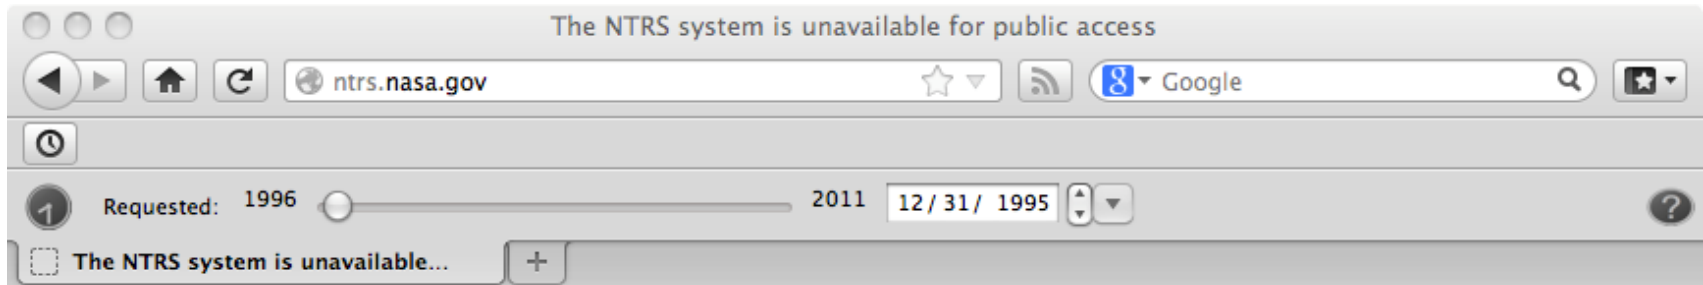 The NTRS system is unavailable for public access
ntrs.nasa.gov 8 Google
Requested: 1996 2011 12/31/ 1995 ?
The NTRS system is unavailable... +